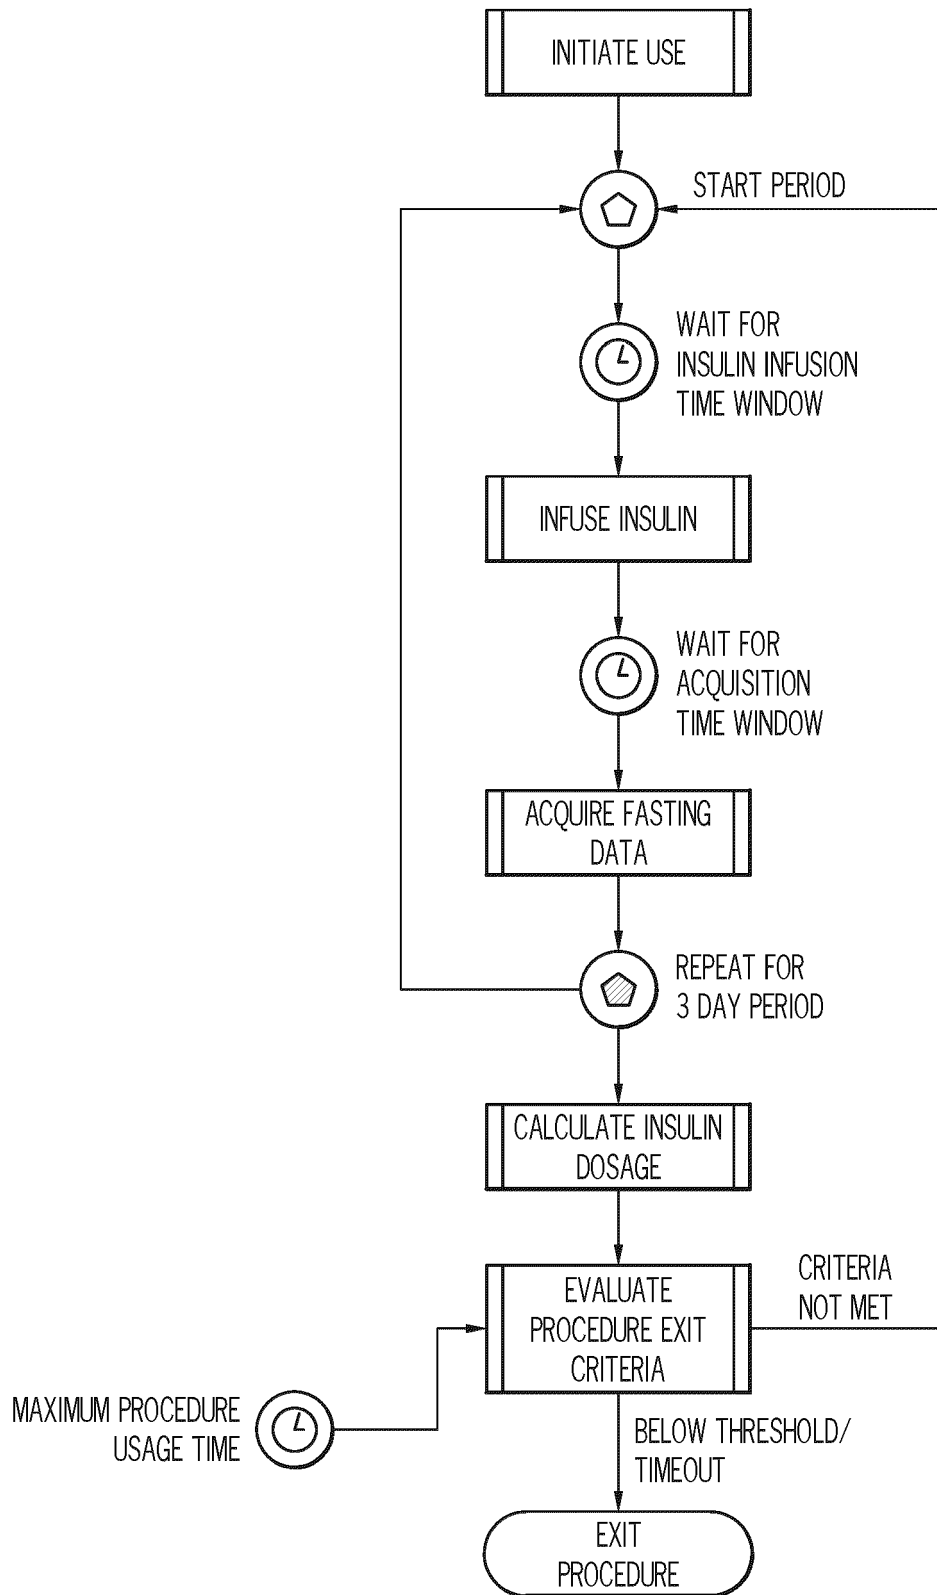 INITIATE USE
START PERIOD
WAIT FOR
INSULIN INFUSION
TIME WINDOW
INFUSE INSULIN
WAIT FOR
ACQUISITION
TIME WINDOW
ACQUIRE FASTING
DATA
REPEAT FOR
3 DAY PERIOD
CALCULATE INSULIN
DOSAGE
EVALUATE
PROCEDURE EXIT
CRITERIA
CRITERIA
NOT MET
MAXIMUM PROCEDURE
USAGE TIME
BELOW THRESHOLD/
TIMEOUT
EXIT
PROCEDURE